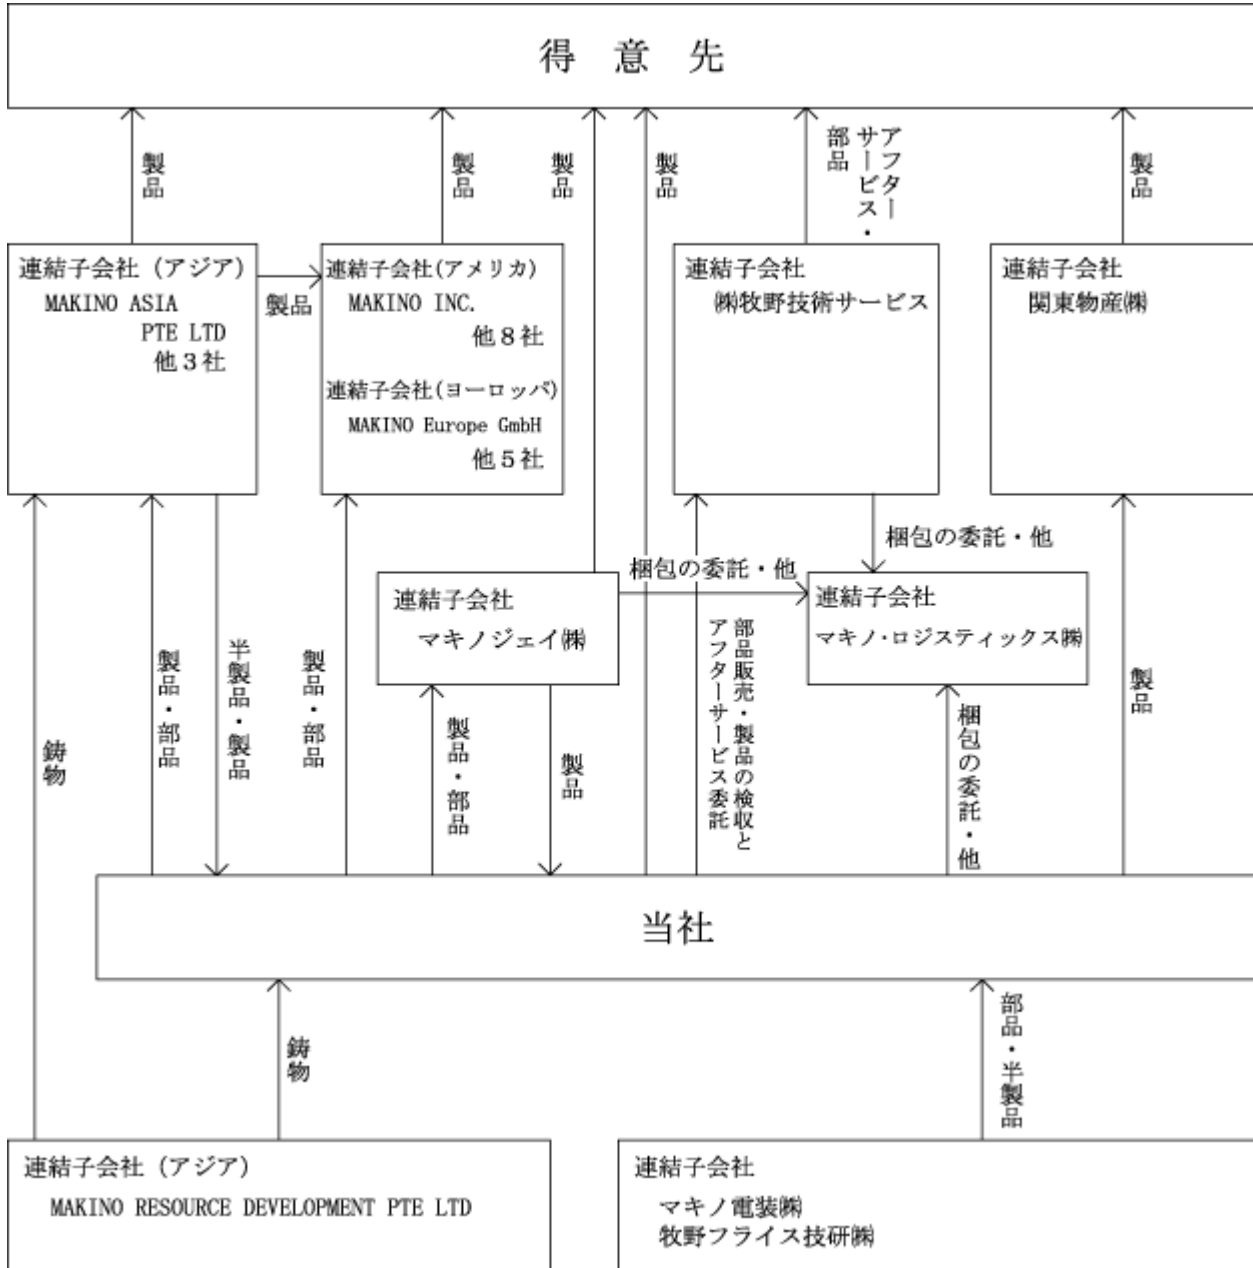 得 意 先
製品
製品
製品
製品
アフター
サービス・
部品
製品
連結子会社 (アジア)
MAKINO ASIA
PTE LTD
他3社
製品
連結子会社(アメリカ)
MAKINO INC.
他8社
連結子会社(ヨーロッパ)
MAKINO Europe GmbH
他5社
連結子会社
㈱牧野技術サービス
連結子会社
関東物産㈱
梱包の委託・他
梱包の委託・他
連結子会社
マキノジェイ㈱
連結子会社
マキノ・ロジスティックス㈱
鋳物
製品・部品
半製品・製品
製品・部品
製品・部品
製品
部品販売・製品の検収と
アフターサービス委託
梱包の委託・他
製品
当社
鋳物
部品・半製品
連結子会社 (アジア)
MAKINO RESOURCE DEVELOPMENT PTE LTD
連結子会社
マキノ電装㈱
牧野フライス技研㈱